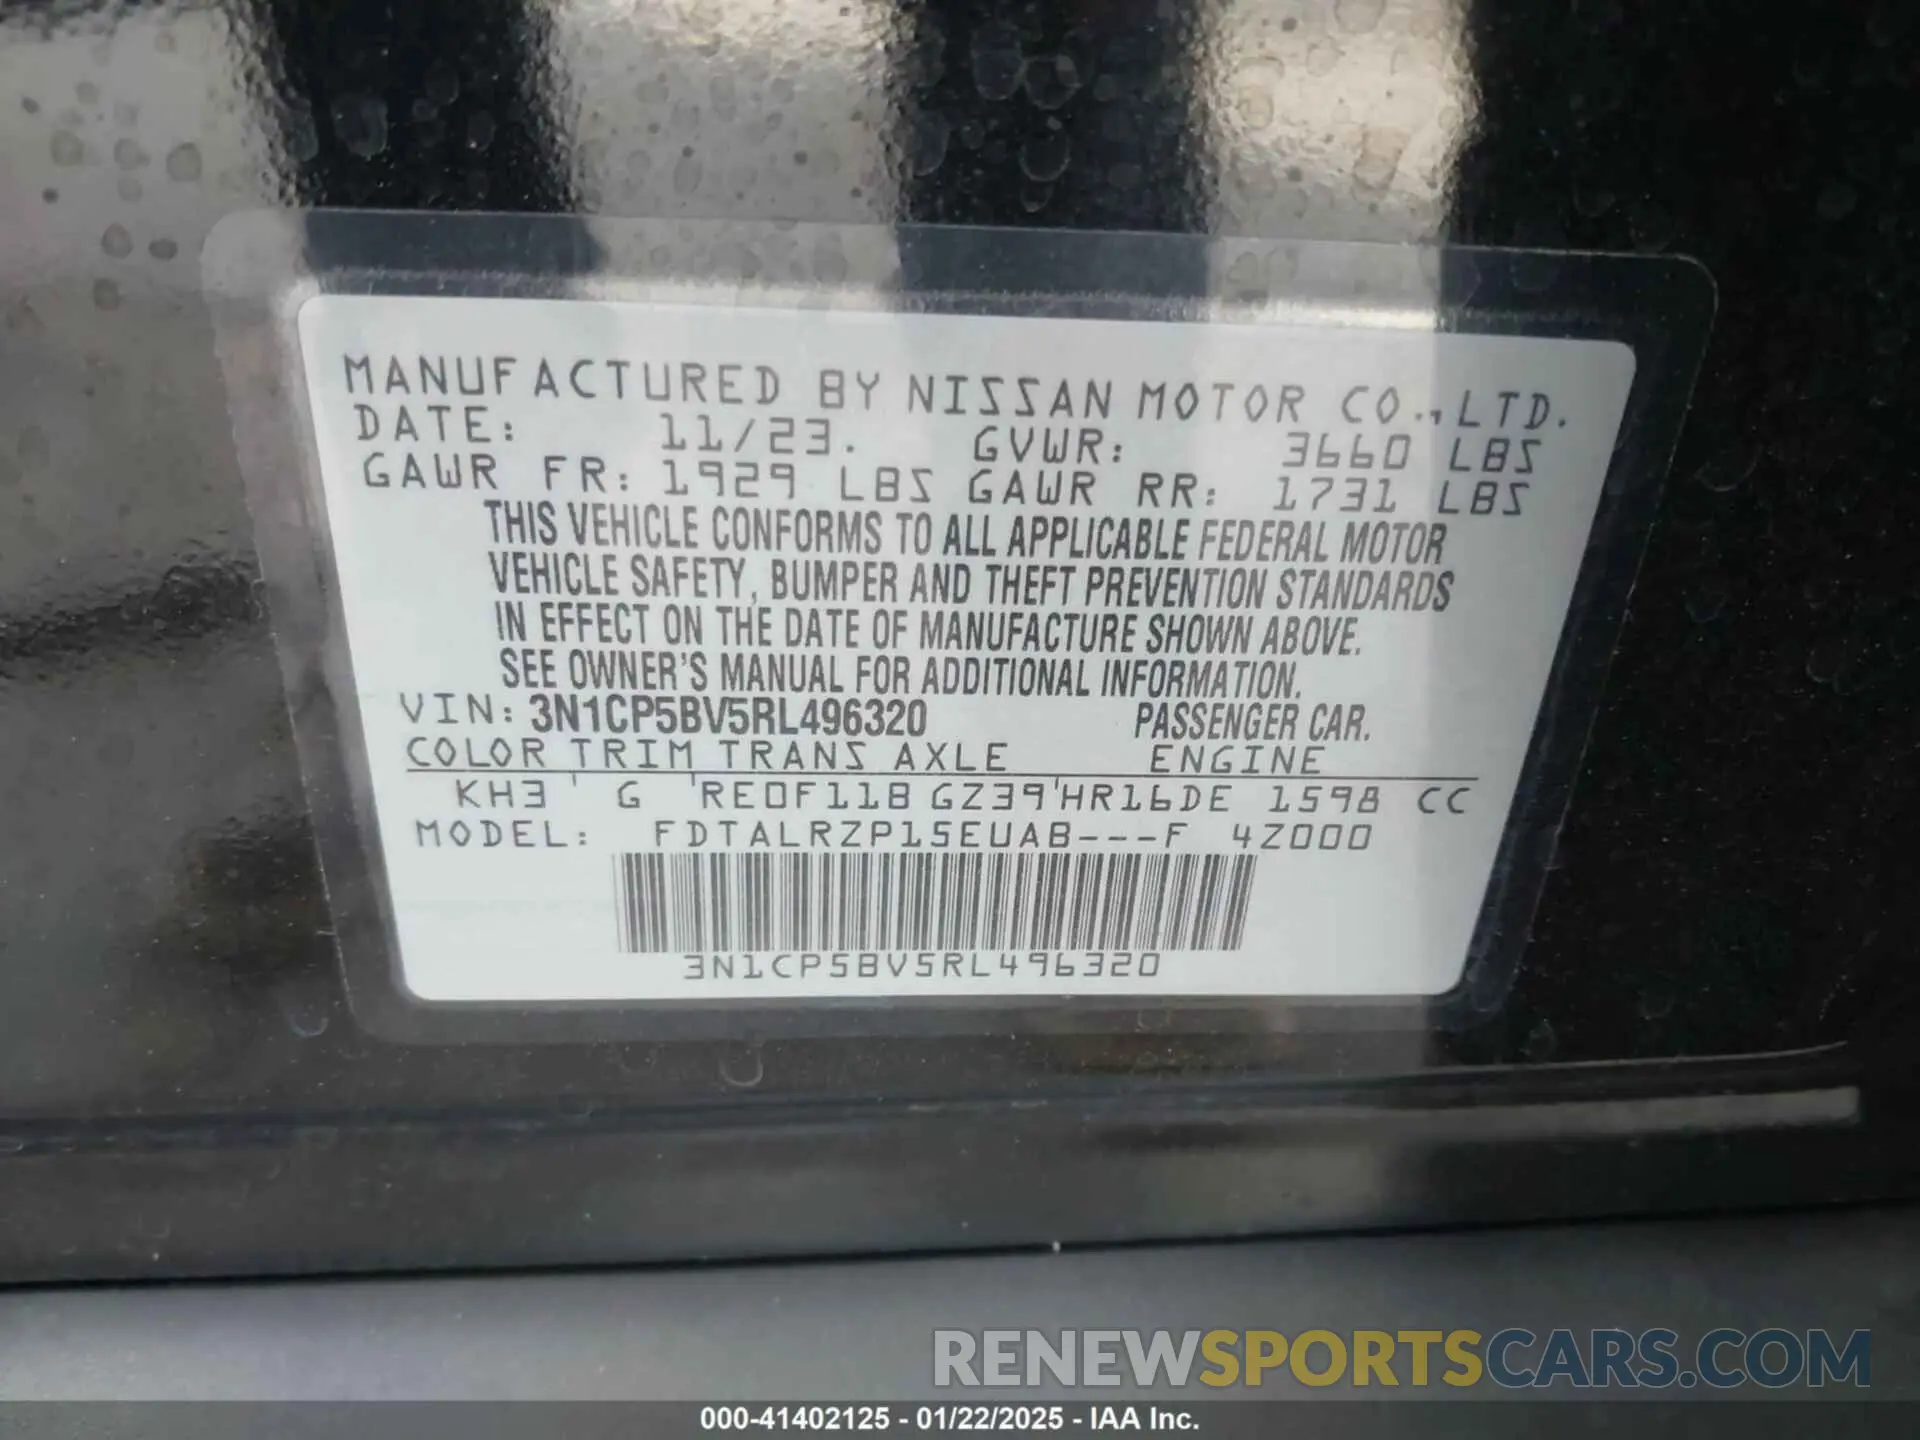 MANUFACTURED BY NISSAN MOTOR CO.,LTD.
DATE: 11/23. GVWR: 3660 LBS
GAWR FR: 1929 LBS GAWR RR: 1731 LBS
THIS VEHICLE CONFORMS TO ALL APPLICABLE FEDERAL MOTOR
VEHICLE SAFETY, BUMPER AND THEFT PREVENTION STANDARDS
IN EFFECT ON THE DATE OF MANUFACTURE SHOWN ABOVE.
SEE OWNER'S MANUAL FOR ADDITIONAL INFORMATION.
VIN: 3N1CP5BV5RL496320 PASSENGER CAR.
COLOR TRIM TRANS AXLE ENGINE
KH3 ' G 'RE0F11B GZ39'HR16DE 1598 CC
MODEL: FDTALRZP15EUAB---F 4Z000
3N1CP5BV5RL496320
RENEWSPORTSCARS.COM
000-41402125 - 01/22/2025 - IAA Inc.